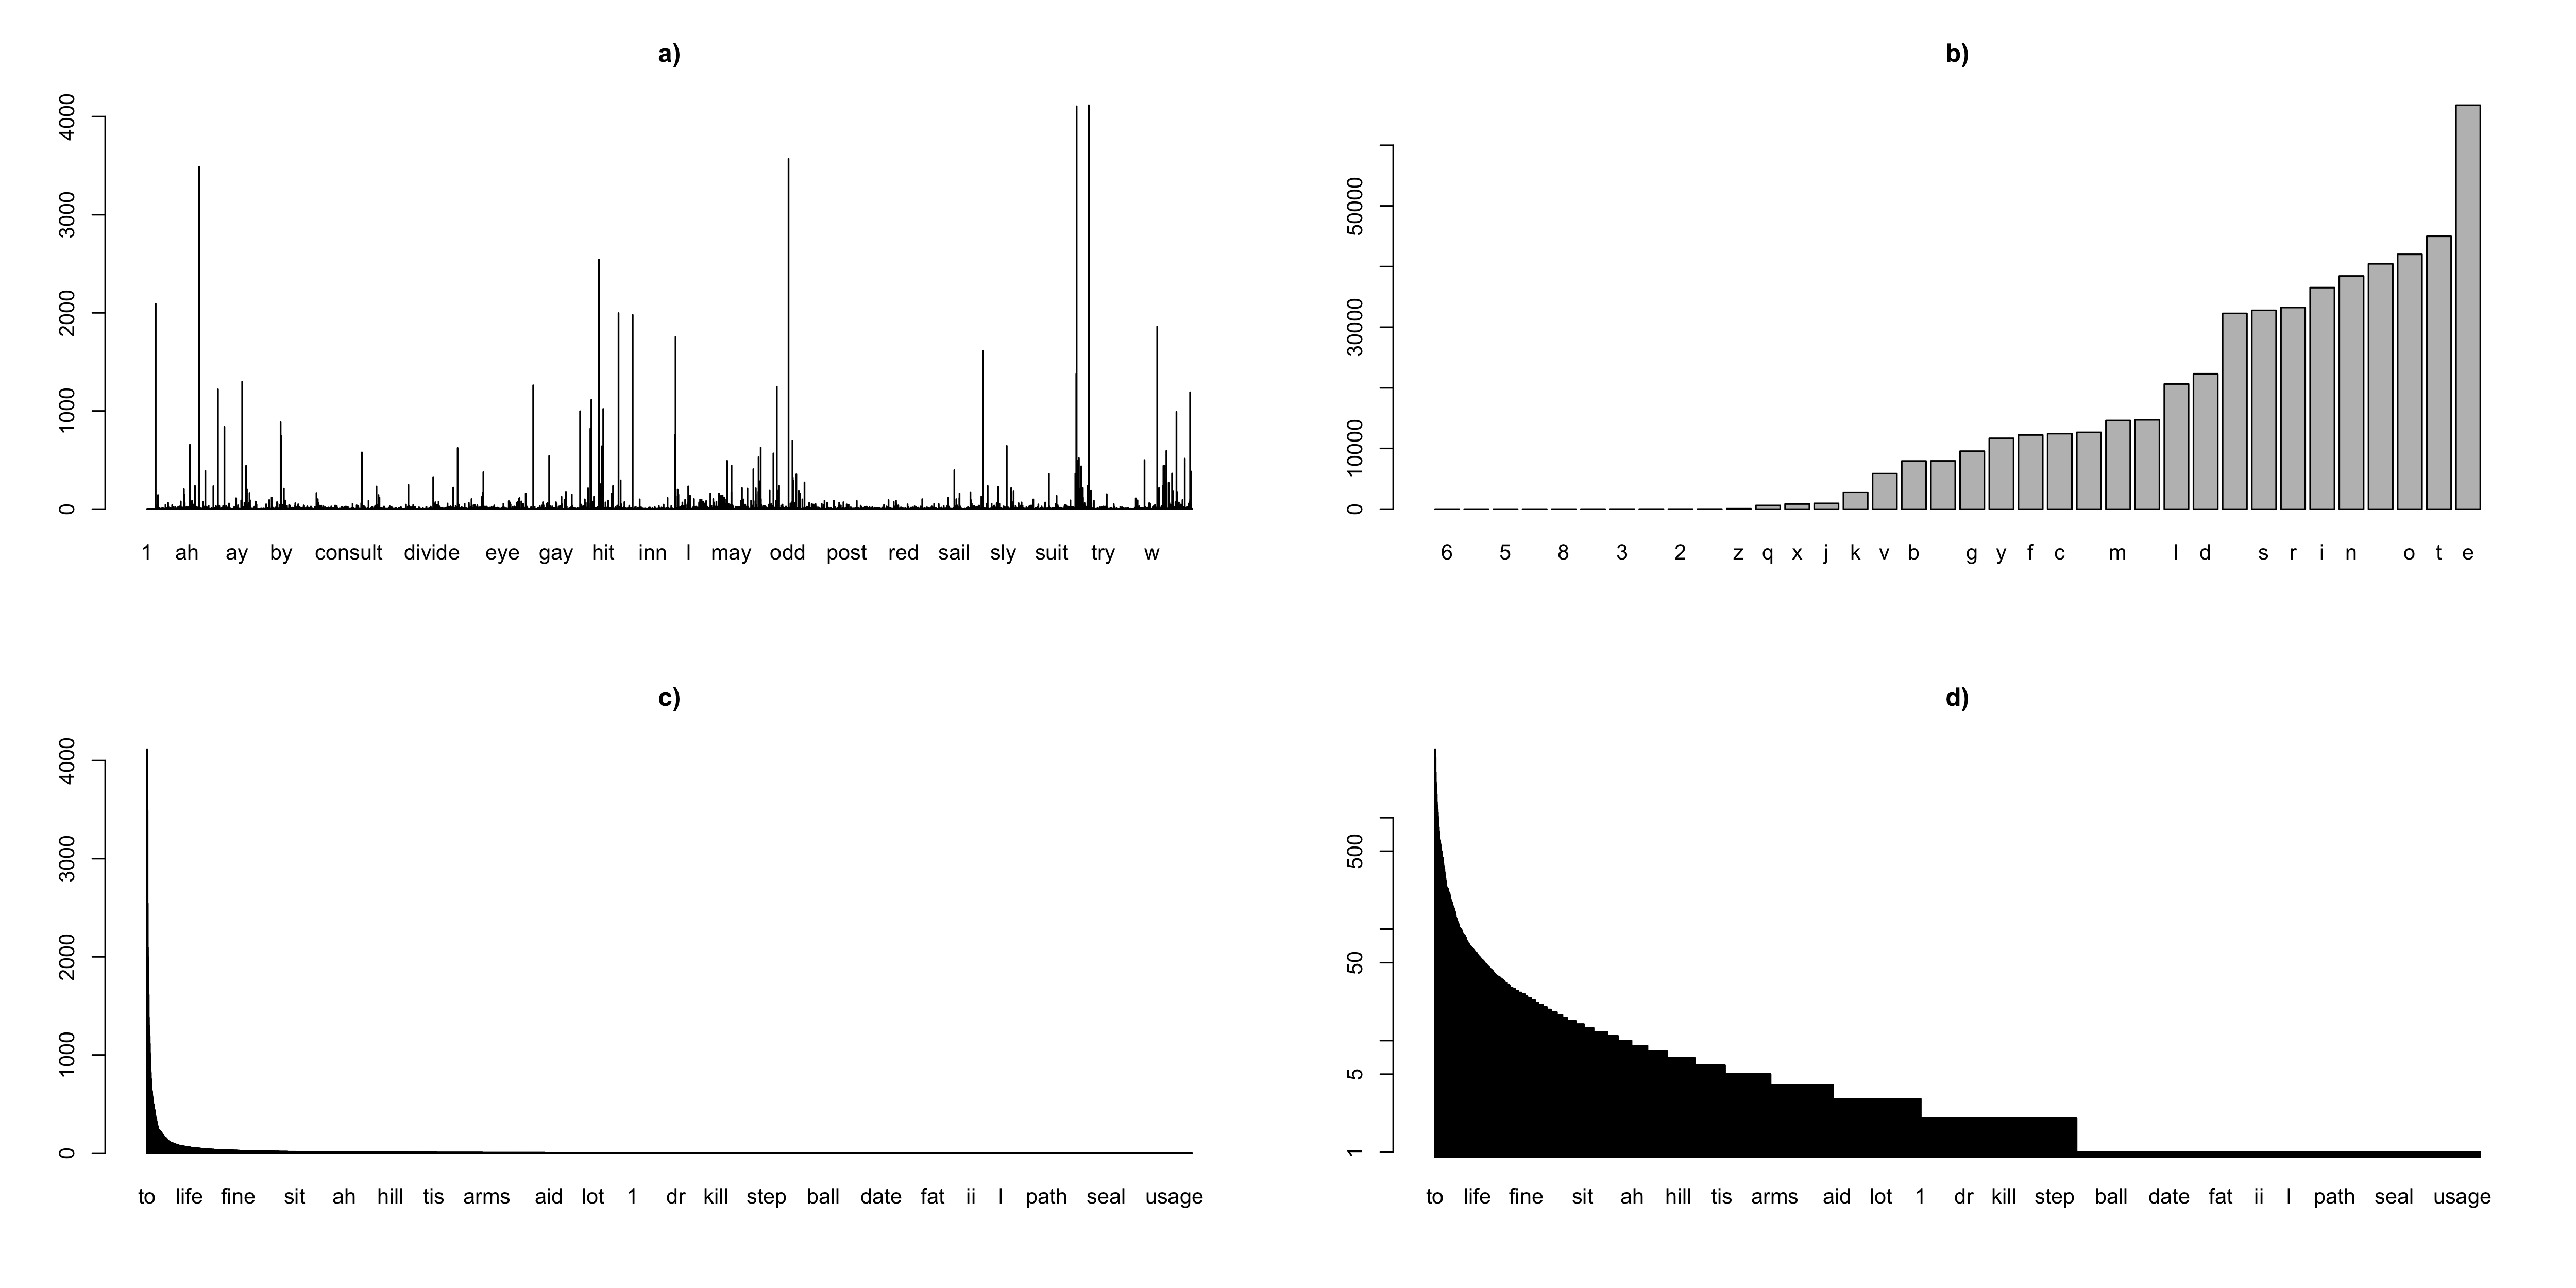 a)
4000
3000
2000
1000
0
1 ah ay by consult divide eye gay hit inn l may odd post red sail sly suit try w
b)
50000
30000
10000
0
6 5 8 3 2 z q x j k v b g y f c m l d s r i n o t e
c)
4000
3000
2000
1000
0
to life fine sit ah hill tis arms aid lot 1 dr kill step ball date fat ii l path seal usage
d)
500
50
5
1
to life fine sit ah hill tis arms aid lot 1 dr kill step ball date fat ii l path seal usage